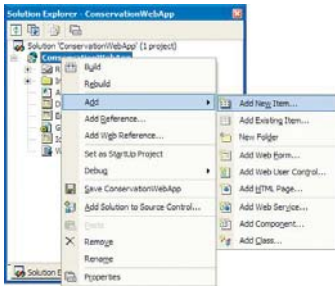 Solution Explorer - ConservationWebApp
Solution 'ConservationWebApp' (1 project)
ConservationWebApp
Build
Rebuild
Add
Add Reference...
Add Web Reference...
Set as StartUp Project
Debug
Save ConservationWebApp
Add Solution to Source Control...
Paste
Remove
Rename
Properties
Add New Item...
Add Existing Item...
New Folder
Add Web Form...
Add Web User Control...
Add HTML Page...
Add Web Service...
Add Component...
Add Class...
Solution E